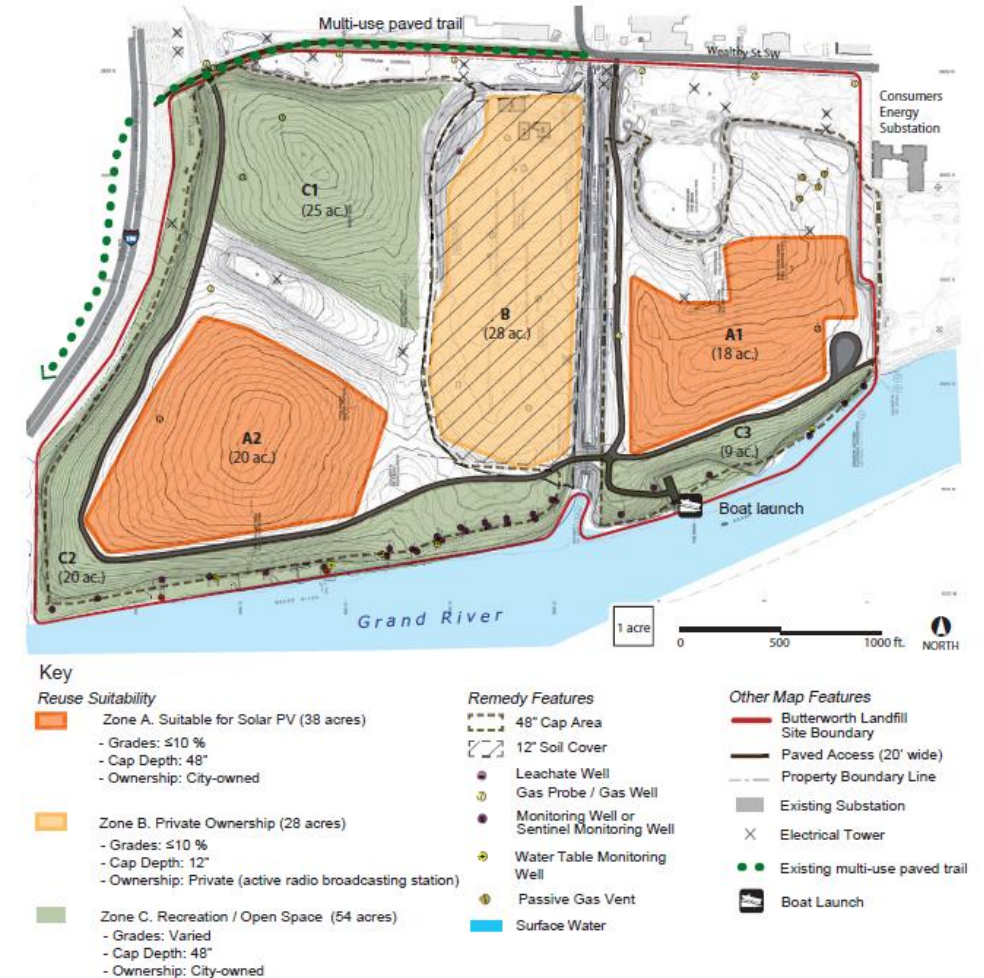 Multi-use paved trail
Wealthy St SW
Consumers
Energy
Substation
C1
(25 ac.)
B
(28 ac.)
A1
(18 ac.)
A2
(20 ac.)
C3
(9 ac.)
Boat launch
C2
(20 ac.)
Grand River
1 acre
0 500 1000 ft.
NORTH
Key
Reuse Suitability
Zone A. Suitable for Solar PV (38 acres)
- Grades: ≤10 %
- Cap Depth: 48"
- Ownership: City-owned
Zone B. Private Ownership (28 acres)
- Grades: ≤10 %
- Cap Depth: 12"
- Ownership: Private (active radio broadcasting station)
Zone C. Recreation / Open Space (54 acres)
- Grades: Varied
- Cap Depth: 48"
- Ownership: City-owned
Remedy Features
48" Cap Area
12" Soil Cover
Leachate Well
Gas Probe / Gas Well
Monitoring Well or
Sentinel Monitoring Well
Water Table Monitoring
Well
Passive Gas Vent
Surface Water
Other Map Features
Butterworth Landfill
Site Boundary
Paved Access (20' wide)
Property Boundary Line
Existing Substation
Electrical Tower
Existing multi-use paved trail
Boat Launch